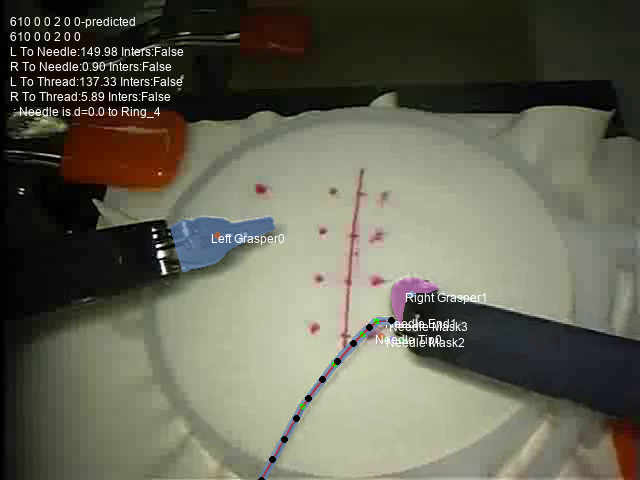 610 0 0 2 0 0-predicted
610 0 0 2 0 0
L To Needle:149.98 Inters:False
R To Needle:0.90 Inters:False
L To Thread:137.33 Inters:False
R To Thread:5.89 Inters:False
: Needle is d=0.0 to Ring_4
Left Grasper0
Right Grasper1
Needle End1
Needle Mask3
Needle Tip0
Needle Mask2